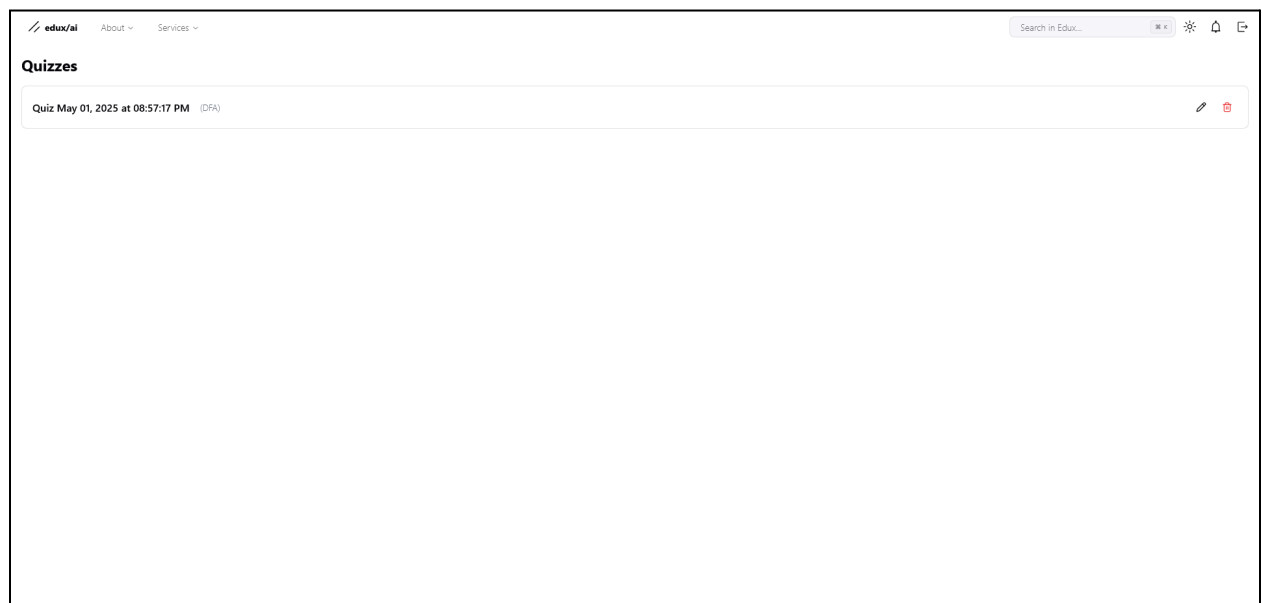 edux/ai About Services Search in Edux... ⌘ K
Quizzes
Quiz May 01, 2025 at 08:57:17 PM (DFA)